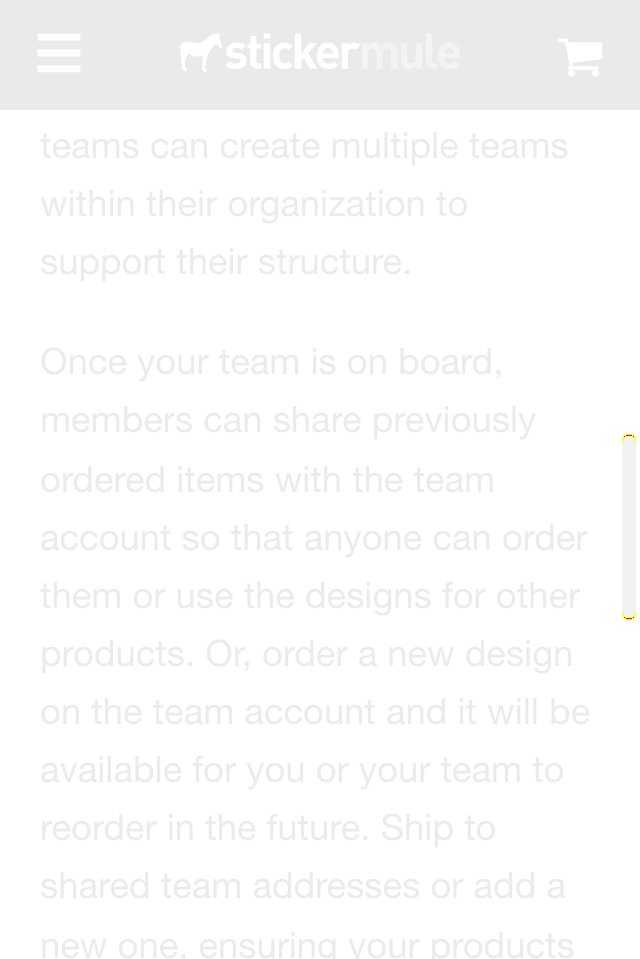 stickermule
teams can create multiple teams
within their organization to
support their structure.
Once your team is on board,
members can share previously
ordered items with the team
account so that anyone can order
them or use the designs for other
products. Or, order a new design
on the team account and it will be
available for you or your team to
reorder in the future. Ship to
shared team addresses or add a
new one, ensuring your products